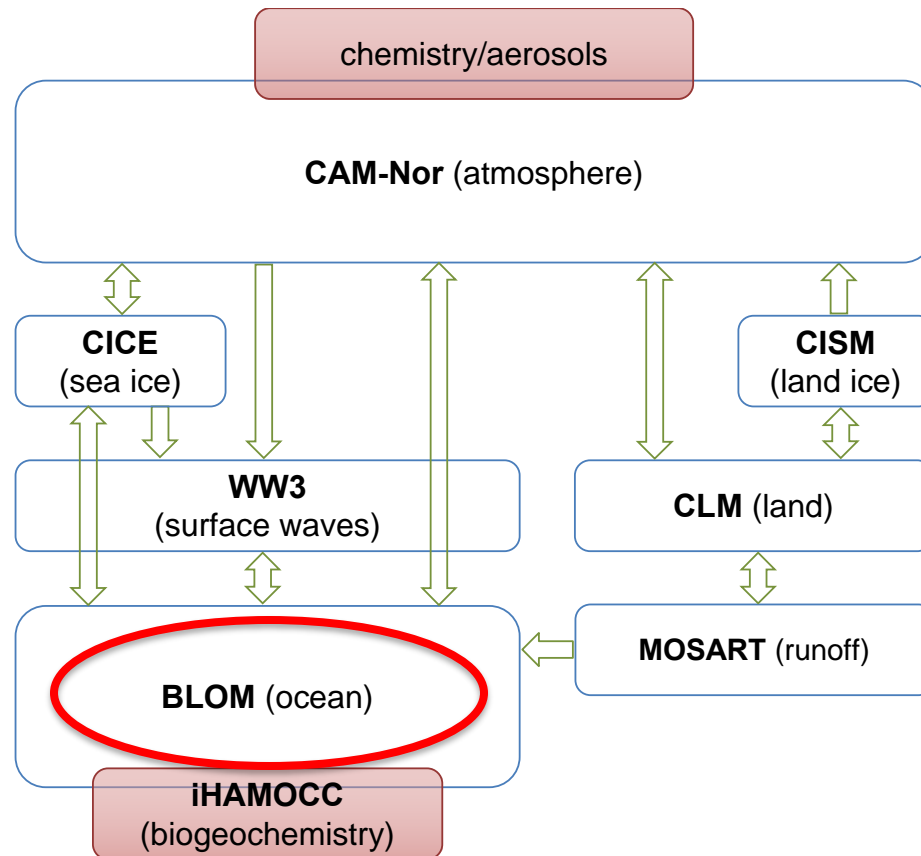 chemistry/aerosols
CAM-Nor (atmosphere)
CICE
(sea ice)
CISM
(land ice)
WW3
(surface waves)
CLM (land)
BLOM (ocean)
MOSART (runoff)
iHAMOCC
(biogeochemistry)